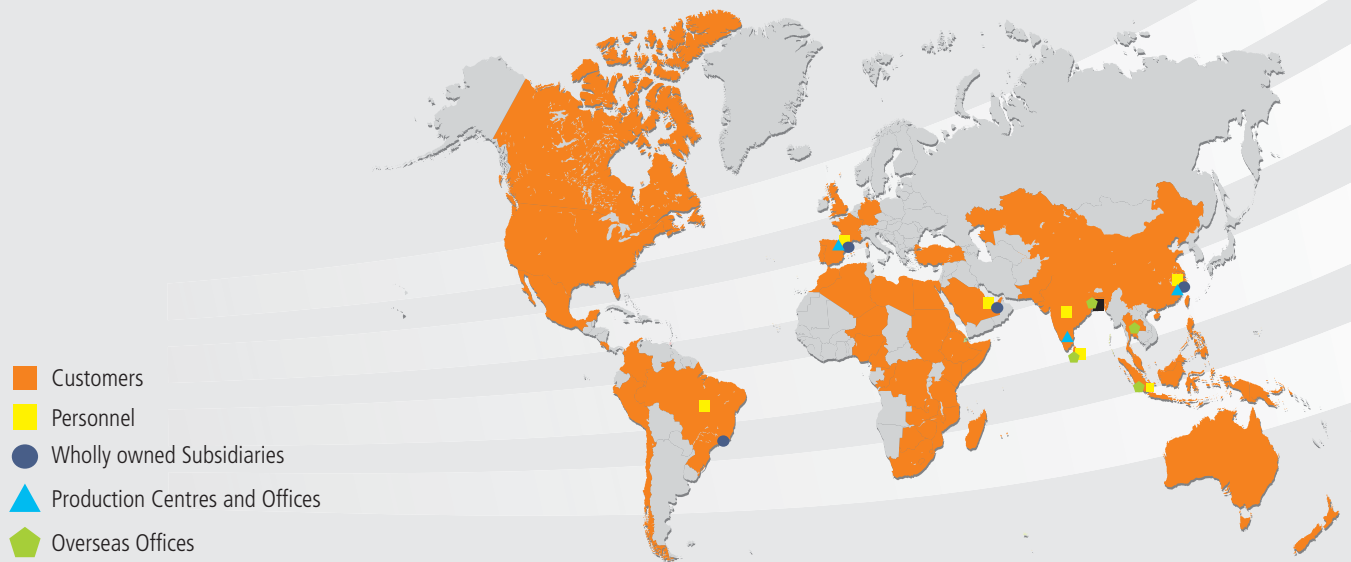 Customers
Personnel
Wholly owned Subsidiaries
Production Centres and Offices
Overseas Offices